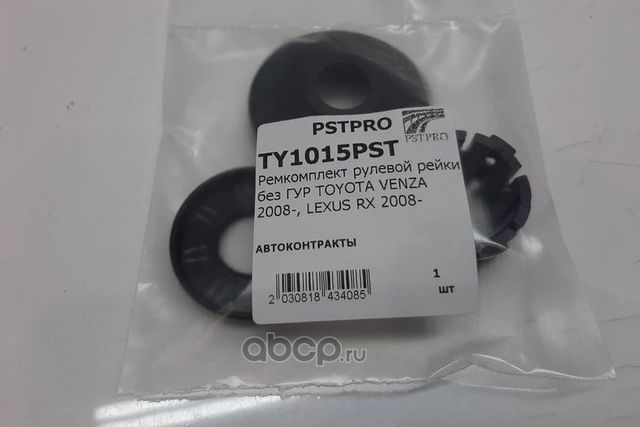 PSTPRO
PSTPRO
TY1015PST
Ремкомплект рулевой рейки
без ГУР TOYOTA VENZA
2008-, LEXUS RX 2008-
АВТОКОНТРАКТЫ
1
шт
2 030818 434085
abcp.ru